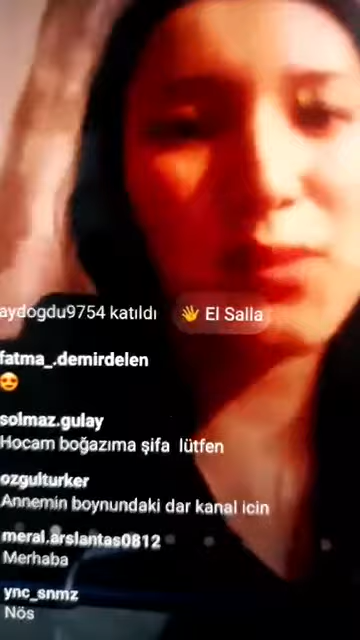 aydogdu9754 katıldı
👋 El Salla
fatma_.demirdelen
😍
solmaz.gulay
Hocam boğazıma şifa lütfen
ozgulturker
Annemin boynundaki dar kanal icin
meral.arslantas0812
Merhaba
ync_snmz
Nös